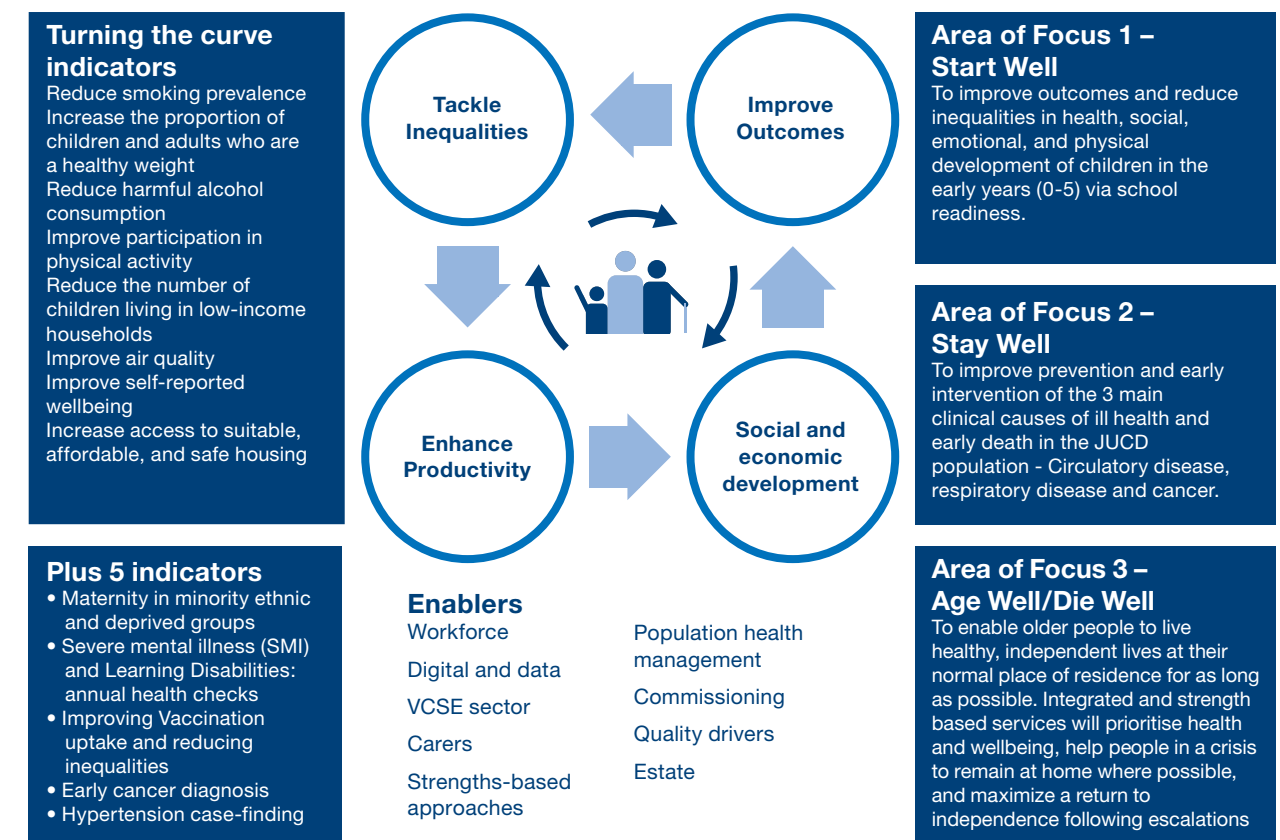 Turning the curve
indicators
Reduce smoking prevalence
Increase the proportion of
children and adults who are
a healthy weight
Reduce harmful alcohol
consumption
Improve participation in
physical activity
Reduce the number of
children living in low-income
households
Improve air quality
Improve self-reported
wellbeing
Increase access to suitable,
affordable, and safe housing
Plus 5 indicators
• Maternity in minority ethnic
and deprived groups
• Severe mental illness (SMI)
and Learning Disabilities:
annual health checks
• Improving Vaccination
uptake and reducing
inequalities
• Early cancer diagnosis
• Hypertension case-finding
Tackle
Inequalities
Improve
Outcomes
Enhance
Productivity
Social and
economic
development
Enablers
Workforce
Digital and data
VCSE sector
Carers
Strengths-based
approaches
Population health
management
Commissioning
Quality drivers
Estate
Area of Focus 1 –
Start Well
To improve outcomes and reduce
inequalities in health, social,
emotional, and physical
development of children in the
early years (0-5) via school
readiness.
Area of Focus 2 –
Stay Well
To improve prevention and early
intervention of the 3 main
clinical causes of ill health and
early death in the JUCD
population - Circulatory disease,
respiratory disease and cancer.
Area of Focus 3 –
Age Well/Die Well
To enable older people to live
healthy, independent lives at their
normal place of residence for as long
as possible. Integrated and strength
based services will prioritise health
and wellbeing, help people in a crisis
to remain at home where possible,
and maximize a return to
independence following escalations